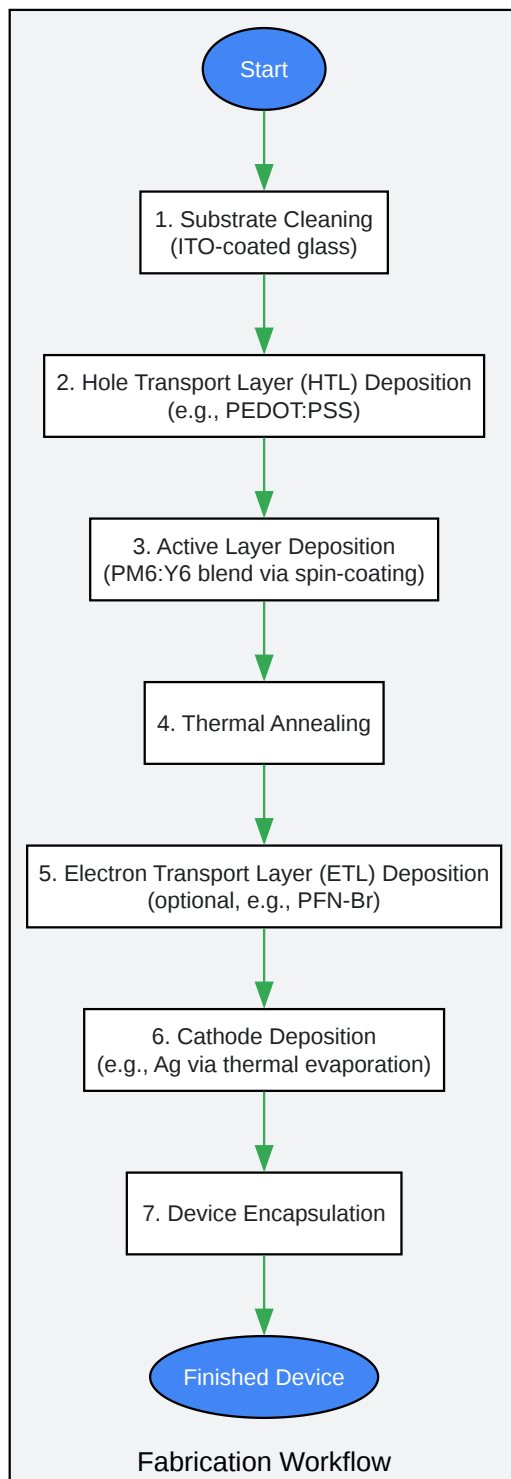 Start
1. Substrate Cleaning
(ITO-coated glass)
2. Hole Transport Layer (HTL) Deposition
(e.g., PEDOT:PSS)
3. Active Layer Deposition
(PM6:Y6 blend via spin-coating)
4. Thermal Annealing
5. Electron Transport Layer (ETL) Deposition
(optional, e.g., PFN-Br)
6. Cathode Deposition
(e.g., Ag via thermal evaporation)
7. Device Encapsulation
Finished Device
Fabrication Workflow